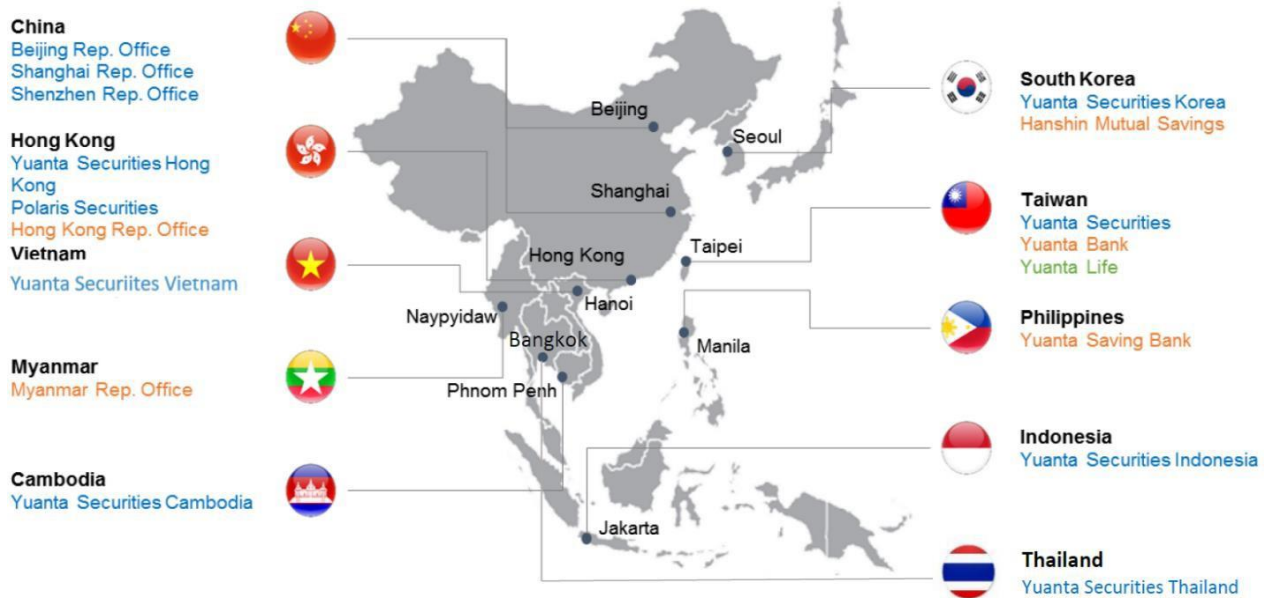 China
Beijing Rep. Office
Shanghai Rep. Office
Shenzhen Rep. Office
Hong Kong
Yuanta Securities Hong
Kong
Polaris Securities
Hong Kong Rep. Office
Vietnam
Yuanta Securiites Vietnam
Myanmar
Myanmar Rep. Office
Cambodia
Yuanta Securities Cambodia
Beijing
Seoul
Shanghai
Taipei
Hong Kong
Hanoi
Naypyidaw
Bangkok
Manila
Phnom Penh
Jakarta
South Korea
Yuanta Securities Korea
Hanshin Mutual Savings
Taiwan
Yuanta Securities
Yuanta Bank
Yuanta Life
Philippines
Yuanta Saving Bank
Indonesia
Yuanta Securities Indonesia
Thailand
Yuanta Securities Thailand